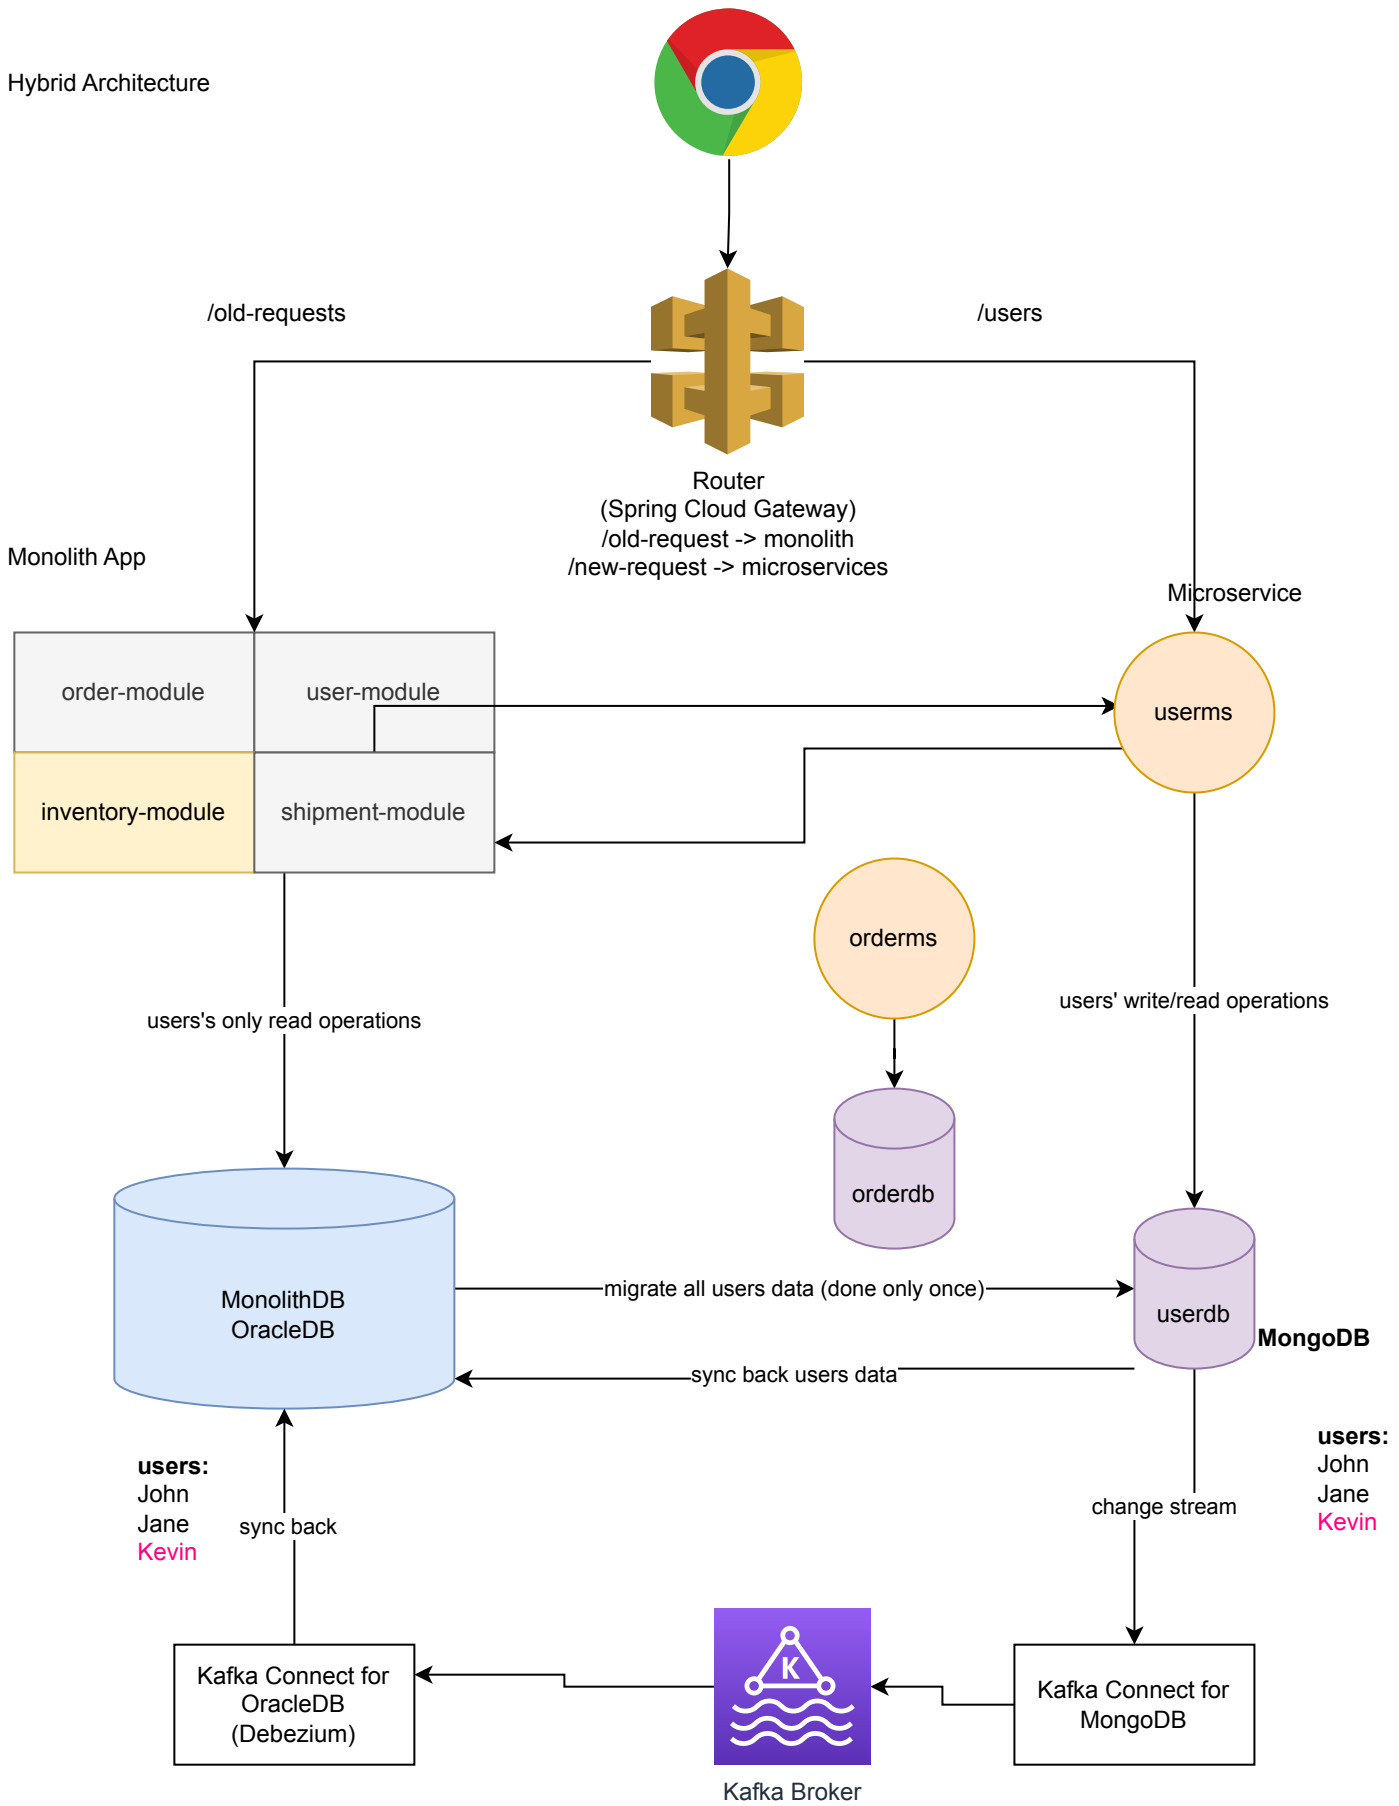 Hybrid Architecture
/old-requests
/users
Router
(Spring Cloud Gateway)
/old-request -> monolith
/new-request -> microservices
Monolith App
Microservice
order-module
user-module
userms
inventory-module
shipment-module
orderms
users's only read operations
users' write/read operations
orderdb
MonolithDB
OracleDB
migrate all users data (done only once)
userdb
MongoDB
sync back users data
users:
John
Jane
Kevin
sync back
change stream
users:
John
Jane
Kevin
Kafka Connect for
OracleDB
(Debezium)
K
Kafka Broker
Kafka Connect for
MongoDB